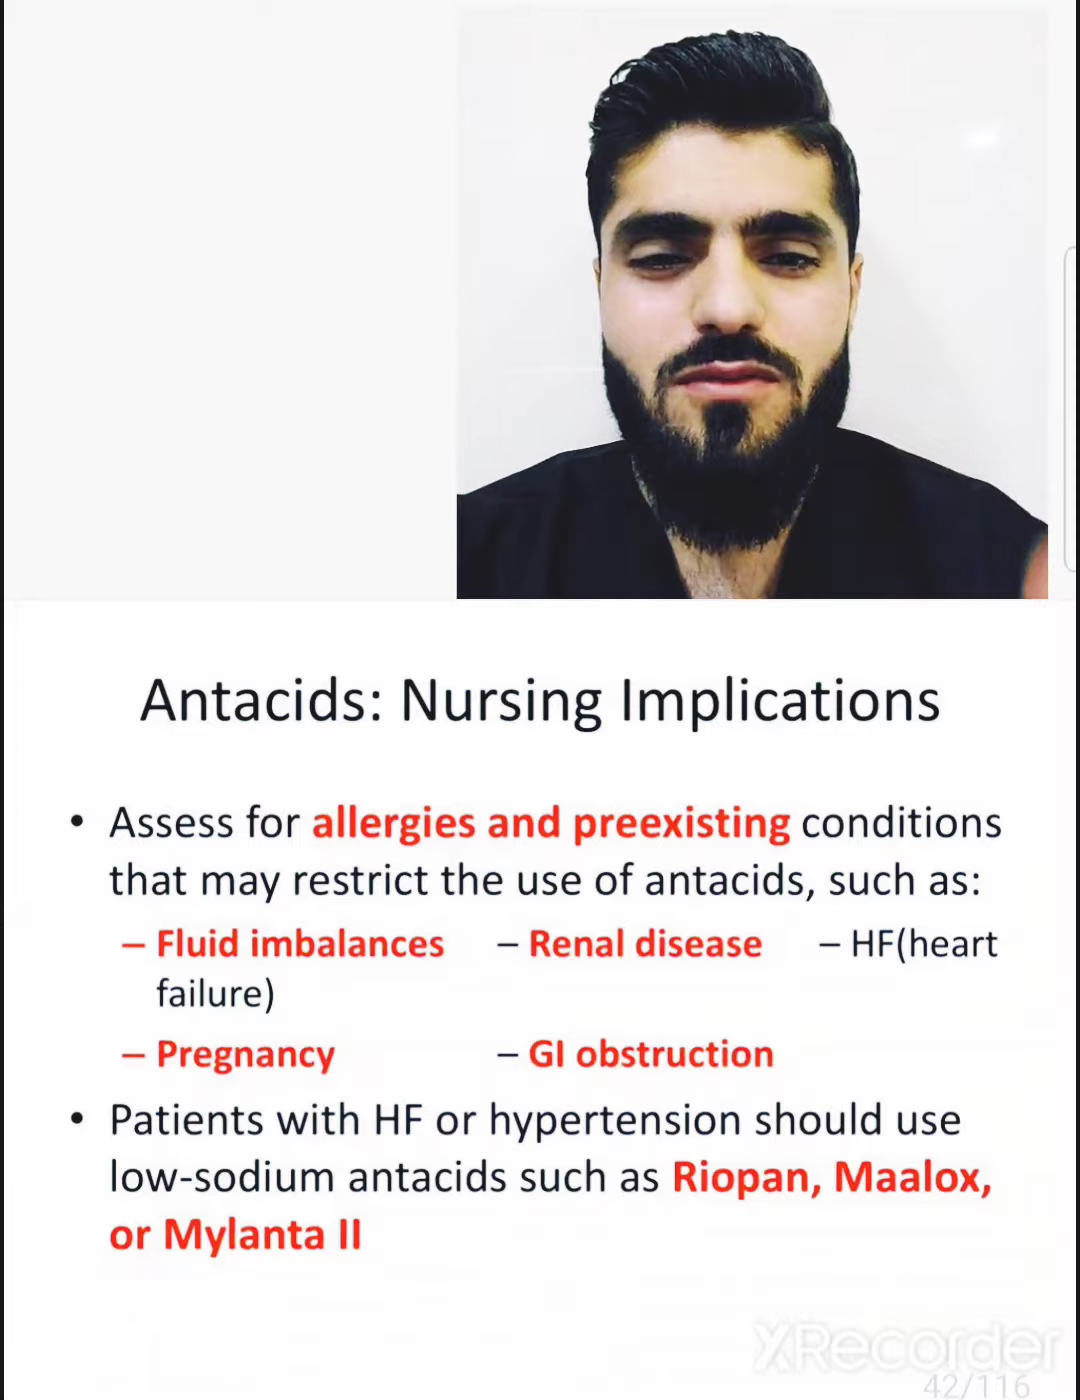 Antacids: Nursing Implications
• Assess for allergies and preexisting conditions
that may restrict the use of antacids, such as:
– Fluid imbalances – Renal disease – HF(heart
failure)
– Pregnancy – GI obstruction
• Patients with HF or hypertension should use
low-sodium antacids such as Riopan, Maalox,
or Mylanta II
XRecorder
42/116